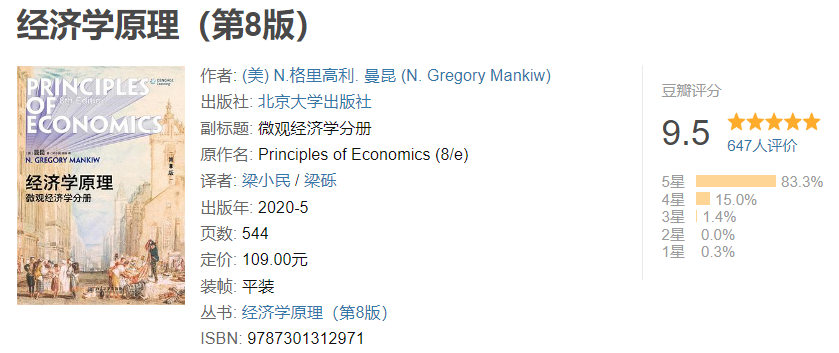 经济学原理（第8版）
PRINCIPLES
OF
8th Edition
ECONOMICS
CENGAGE
Learning
N. GREGORY MANKIW
第8版
经济学原理
微观经济学分册
作者: (美) N.格里高利. 曼昆 (N. Gregory Mankiw)
出版社: 北京大学出版社
副标题: 微观经济学分册
原作名: Principles of Economics (8/e)
译者: 梁小民 / 梁砾
出版年: 2020-5
页数: 544
定价: 109.00元
装帧: 平装
丛书: 经济学原理（第8版）
ISBN: 9787301312971
豆瓣评分
9.5
647人评价
5星 83.3%
4星 15.0%
3星 1.4%
2星 0.0%
1星 0.3%